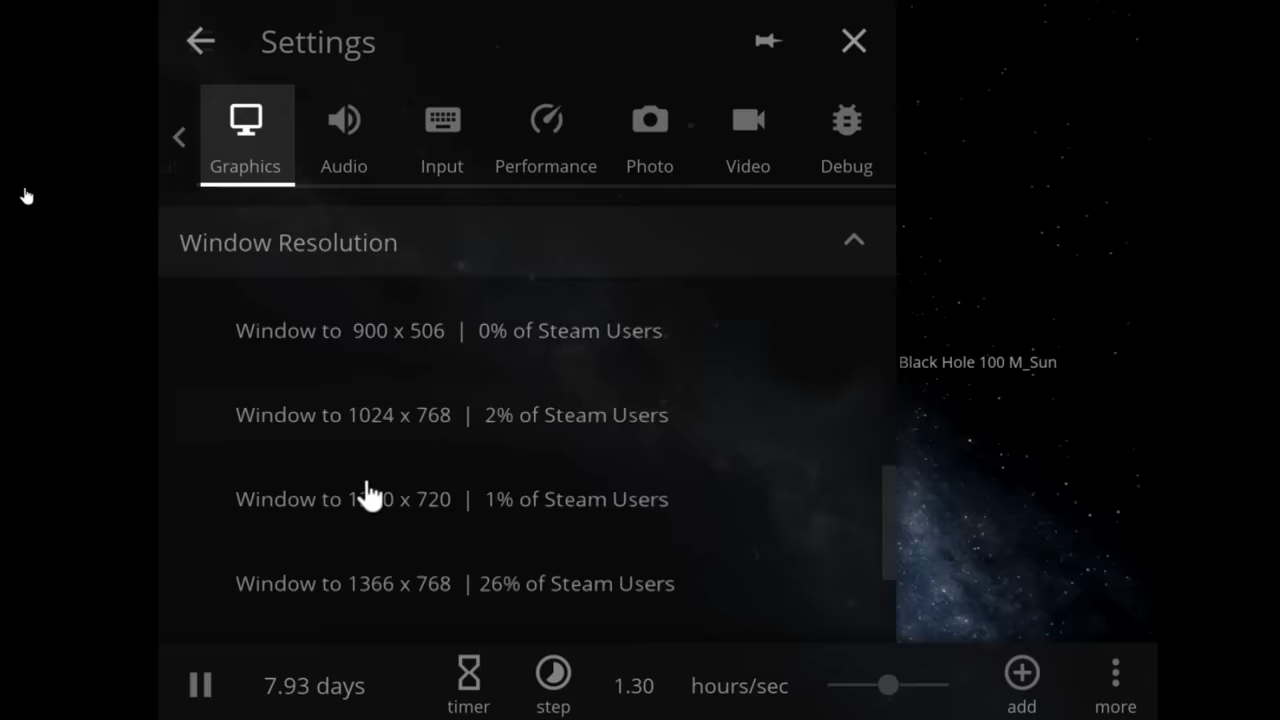 Settings
Graphics Audio Input Performance Photo Video Debug
Window Resolution
Window to 900 x 506 | 0% of Steam Users
Black Hole 100 M_Sun
Window to 1024 x 768 | 2% of Steam Users
Window to x 720 | 1% of Steam Users
Window to 1366 x 768 | 26% of Steam Users
7.93 days timer step 1.30 hours/sec add more